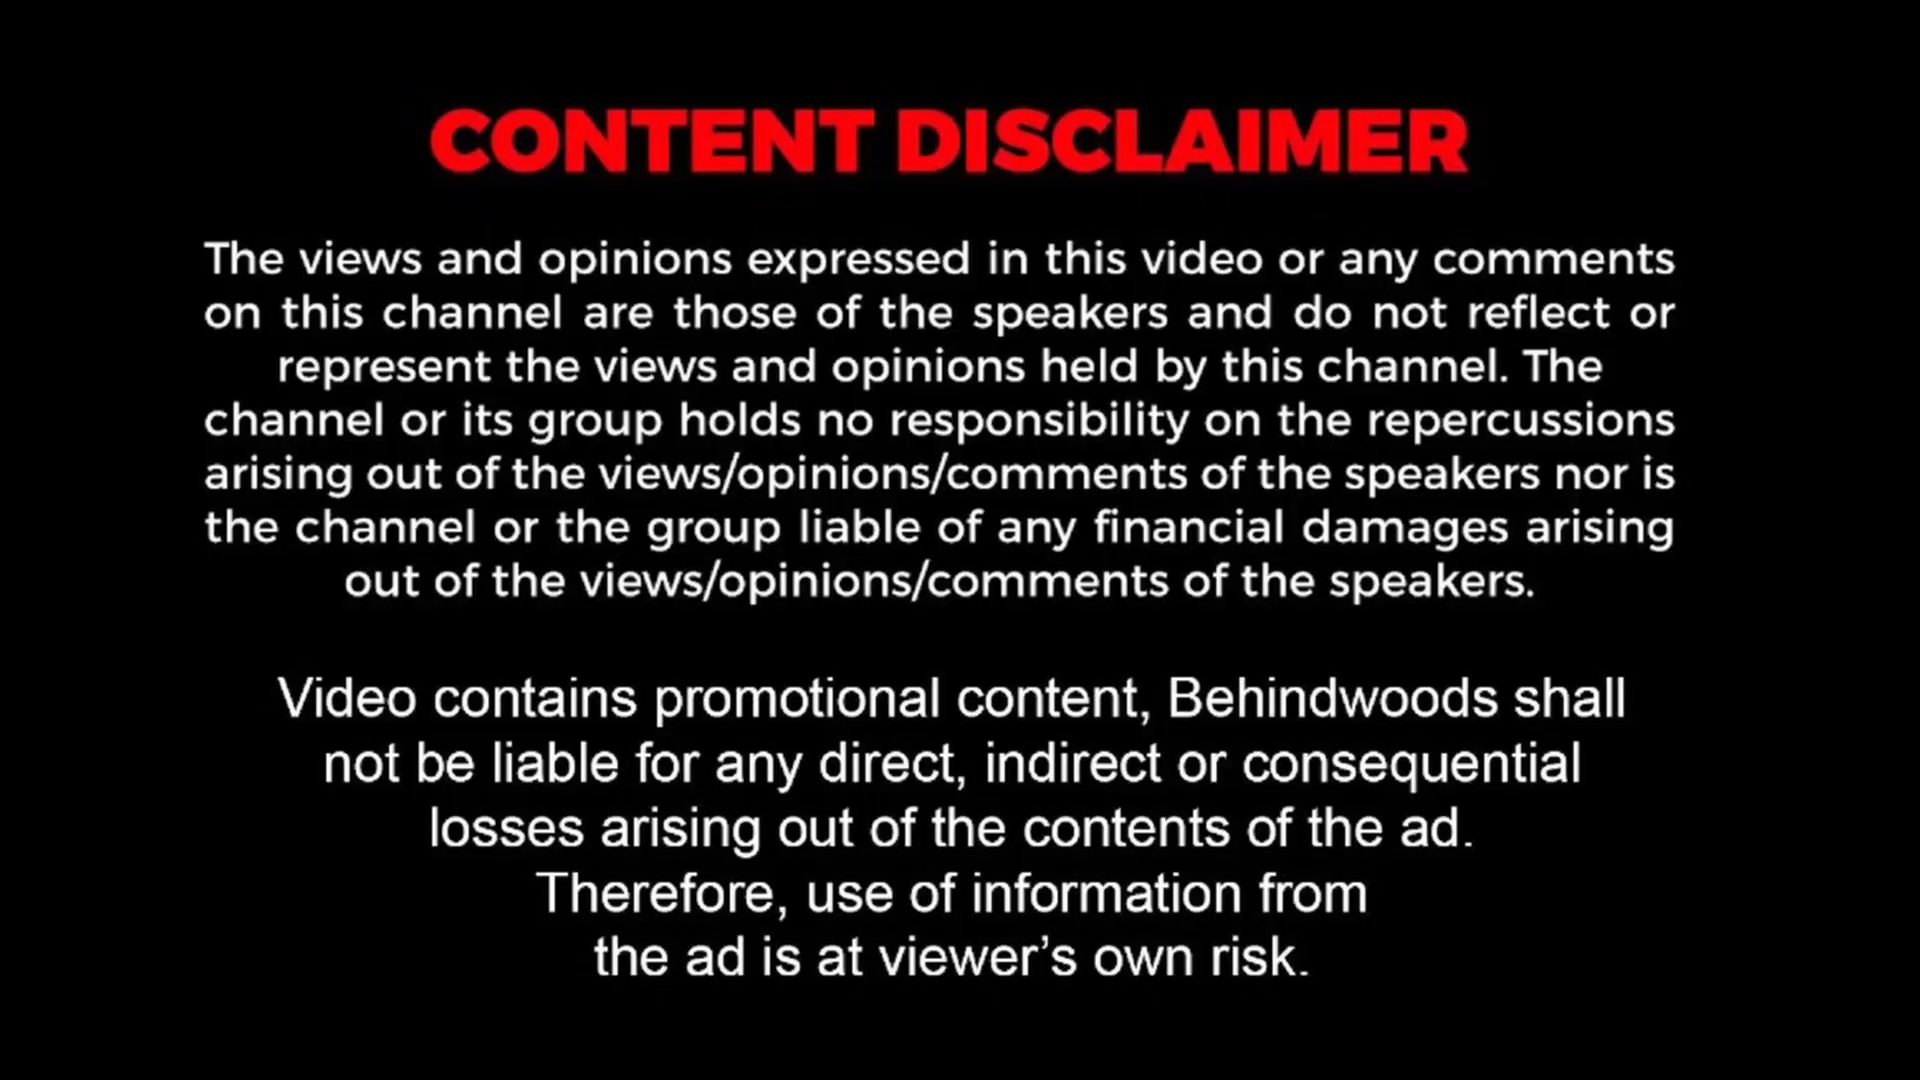 CONTENT DISCLAIMER
The views and opinions expressed in this video or any comments
on this channel are those of the speakers and do not reflect or
represent the views and opinions held by this channel. The
channel or its group holds no responsibility on the repercussions
arising out of the views/opinions/comments of the speakers nor is
the channel or the group liable of any financial damages arising
out of the views/opinions/comments of the speakers.
Video contains promotional content, Behindwoods shall
not be liable for any direct, indirect or consequential
losses arising out of the contents of the ad.
Therefore, use of information from
the ad is at viewer’s own risk.